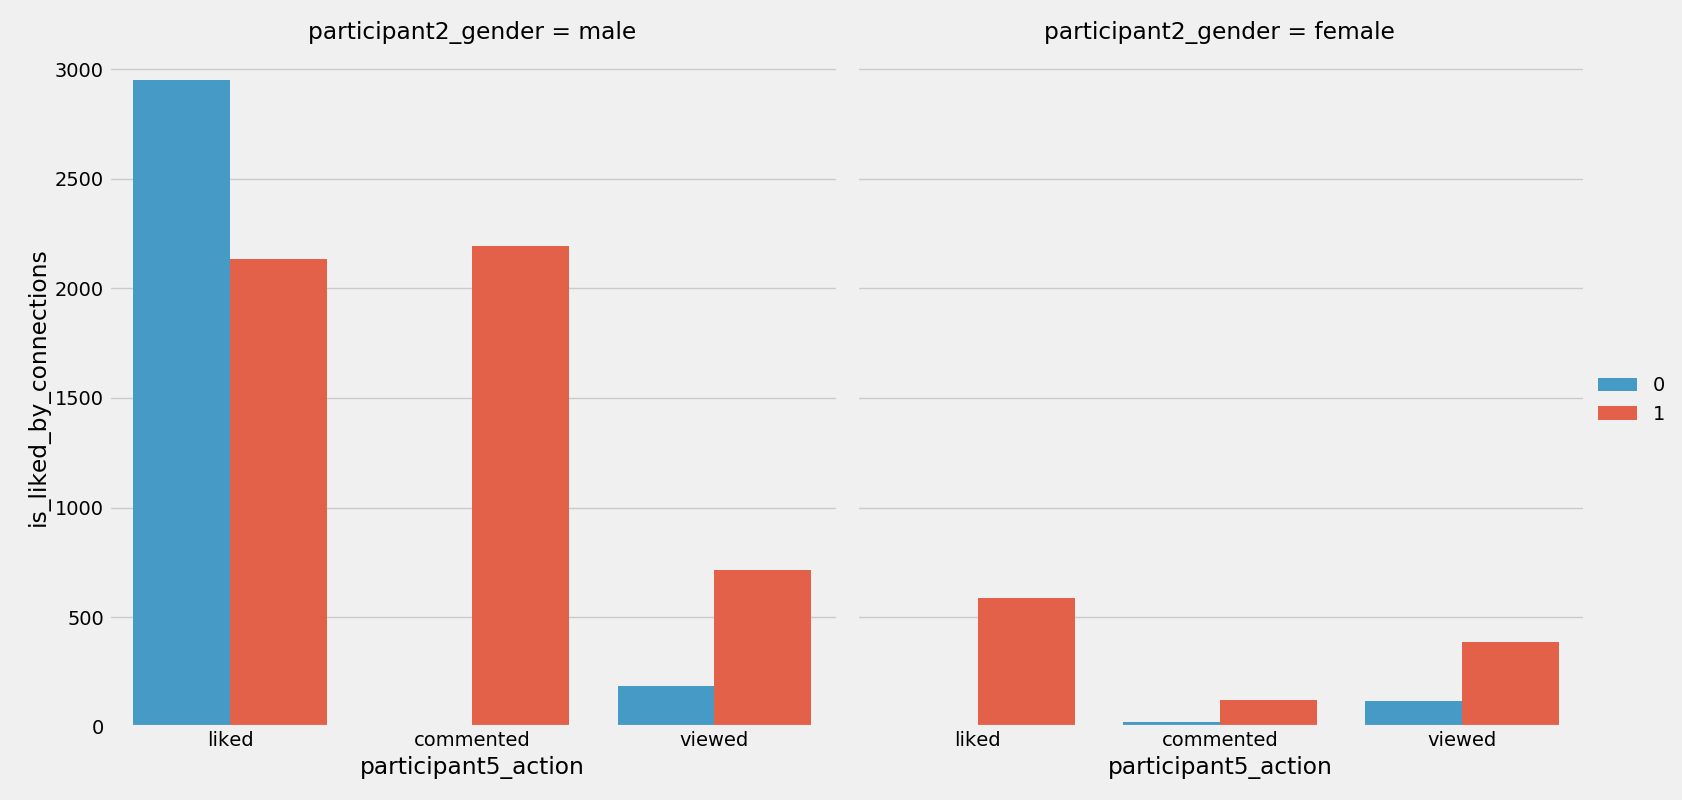 participant2_gender = male
participant2_gender = female
is_liked_by_connections
3000
2500
2000
1500
1000
500
0
liked commented viewed
liked commented viewed
participant5_action
participant5_action
0
1